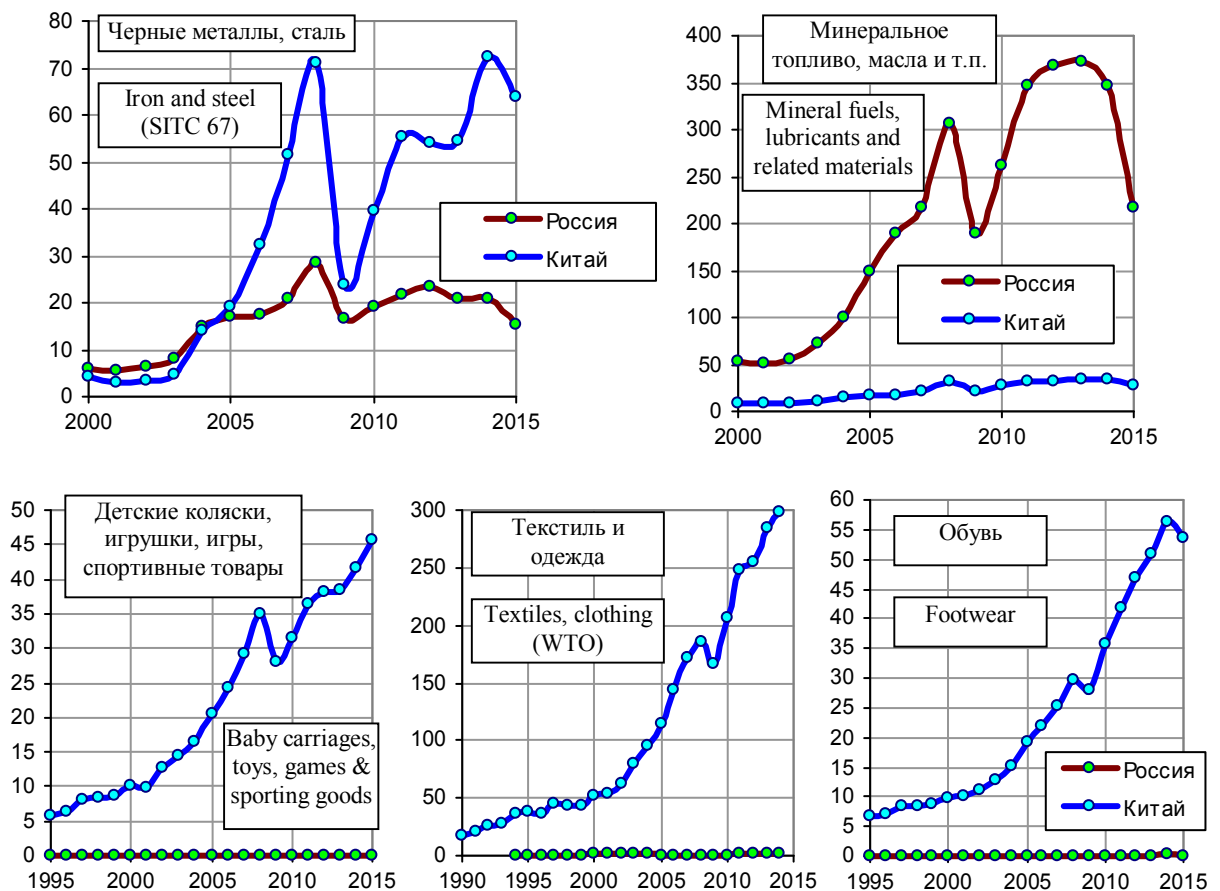 Черные металлы, сталь
Iron and steel
(SITC 67)
80
70
60
50
40
30
20
10
0
2000
2005
2010
2015
Россия
Китай
Минеральное
топливо, масла и т.п.
Mineral fuels,
lubricants and
related materials
400
350
300
250
200
150
100
50
0
2000
2005
2010
2015
Россия
Китай
Детские коляски,
игрушки, игры,
спортивные товары
Baby carriages,
toys, games &
sporting goods
50
45
40
35
30
25
20
15
10
5
0
1995
2000
2005
2010
2015
Текстиль и
одежда
Textiles, clothing
(WTO)
300
250
200
150
100
50
0
1990
1995
2000
2005
2010
2015
Обувь
Footwear
60
55
50
45
40
35
30
25
20
15
10
5
0
1995
2000
2005
2010
2015
Россия
Китай